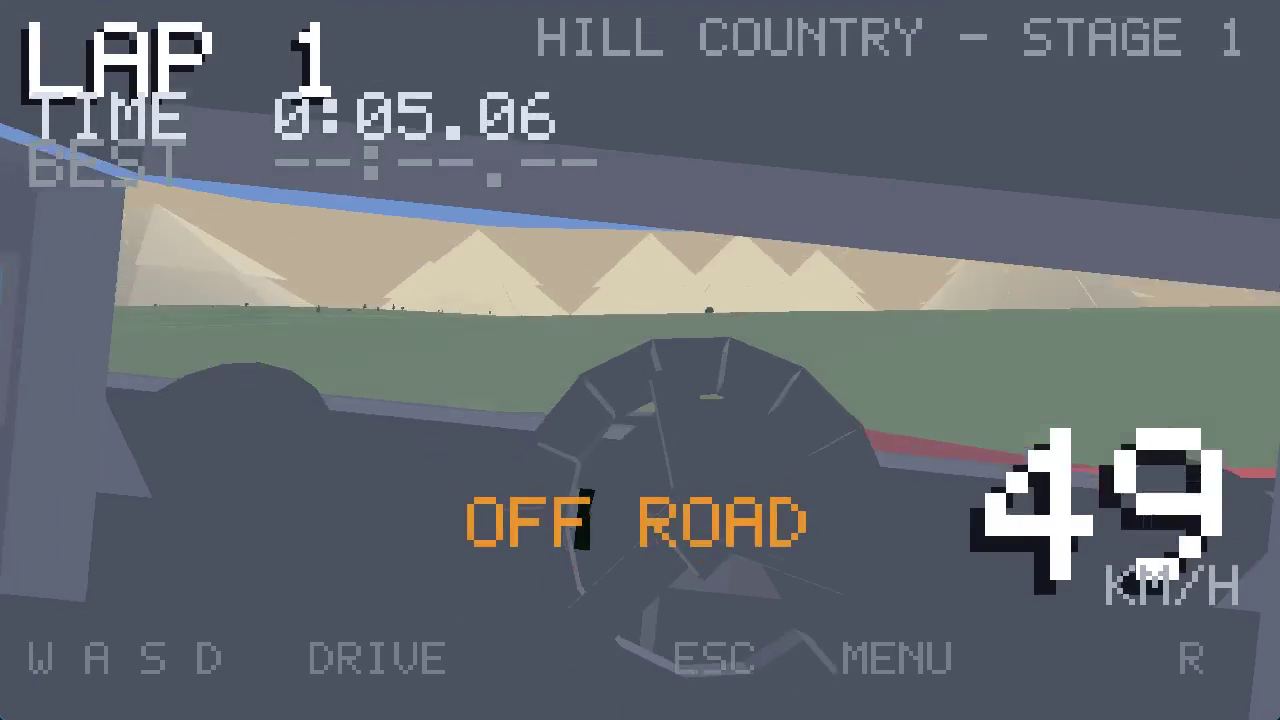 LAP 1
HILL COUNTRY - STAGE 1
TIME 0:05.06
BEST --:--.--
OFF ROAD
49
KM/H
W A S D DRIVE ESC MENU R